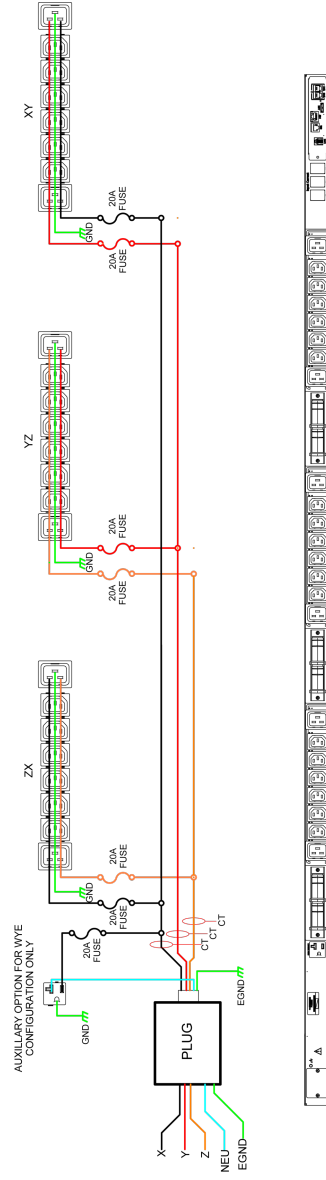 XY
20A
FUSE
GND
20A
FUSE
YZ
20A
FUSE
GND
20A
FUSE
ZX
20A
FUSE
GND
20A
FUSE
AUXILLARY OPTION FOR WYE
CONFIGURATION ONLY
20A
FUSE
GND
CT
CT
CT
EGND
PLUG
X
Y
Z
NEU
EGND